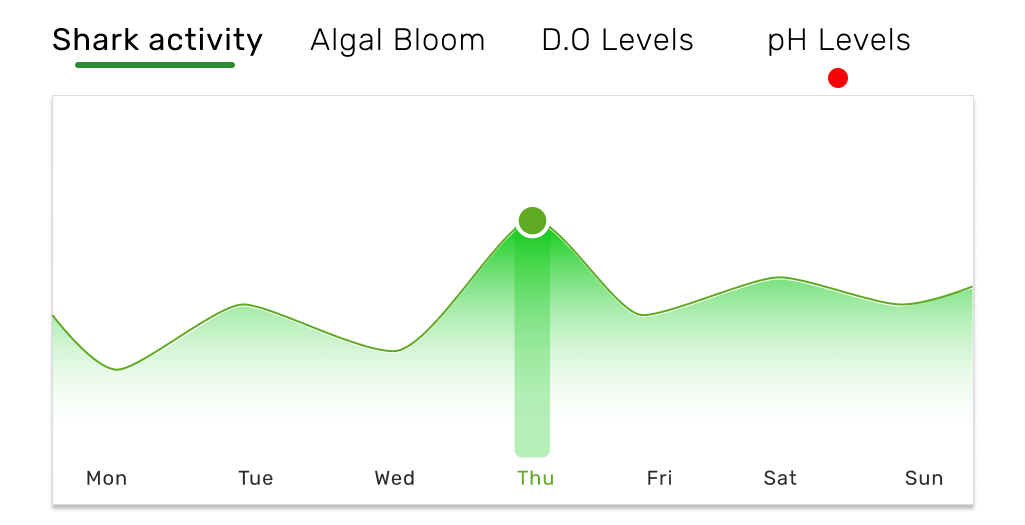 Shark activity Algal Bloom D.O Levels pH Levels
Mon Tue Wed Thu Fri Sat Sun